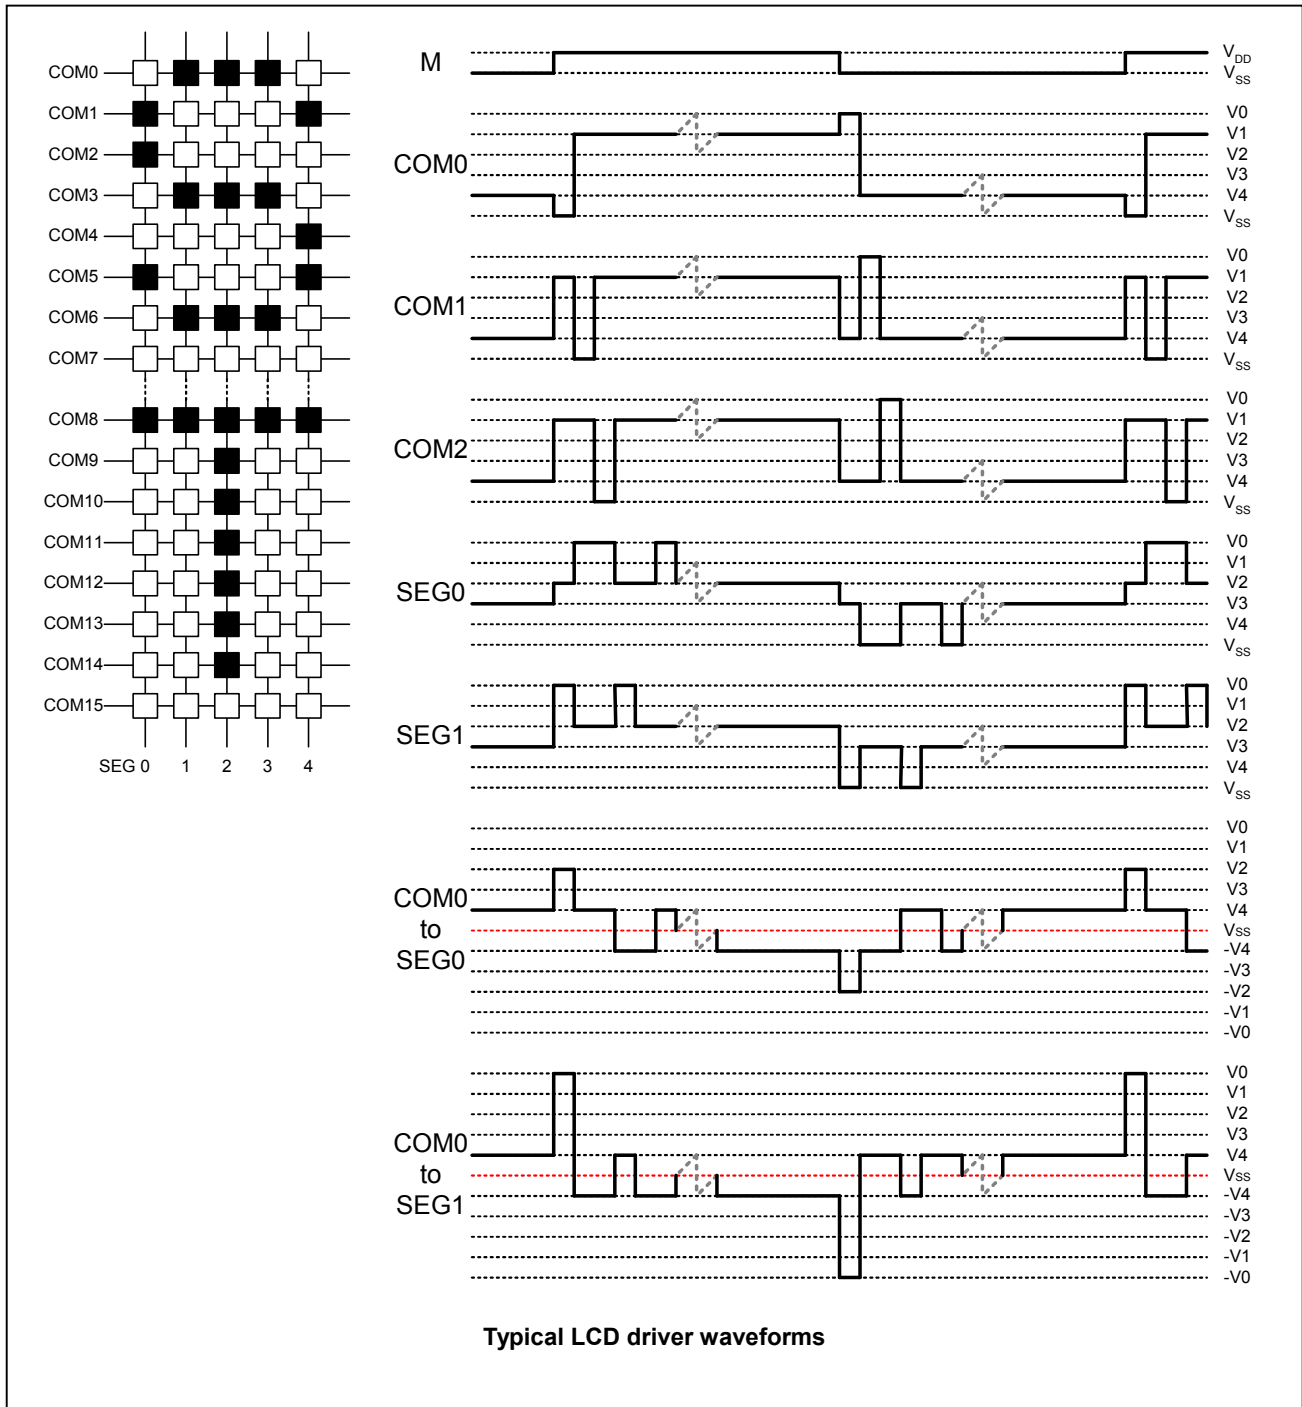 COM0
COM1
COM2
COM3
COM4
COM5
COM6
COM7
COM8
COM9
COM10
COM11
COM12
COM13
COM14
COM15
SEG 0 1 2 3 4
M
VDD
VSS
COM0
V0
V1
V2
V3
V4
VSS
COM1
V0
V1
V2
V3
V4
VSS
COM2
V0
V1
V2
V3
V4
VSS
SEG0
V0
V1
V2
V3
V4
VSS
SEG1
V0
V1
V2
V3
V4
VSS
COM0
to
SEG0
V0
V1
V2
V3
V4
VSS
-V4
-V3
-V2
-V1
-V0
COM0
to
SEG1
V0
V1
V2
V3
V4
VSS
-V4
-V3
-V2
-V1
-V0
Typical LCD driver waveforms